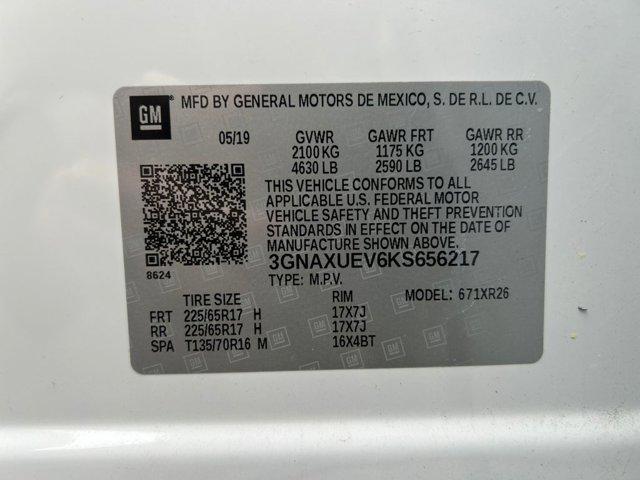 GM ® MFD BY GENERAL MOTORS DE MEXICO, S. DE R.L. DE C.V.
05/19 GVWR GAWR FRT GAWR RR
2100 KG 1175 KG 1200 KG
4630 LB 2590 LB 2645 LB
THIS VEHICLE CONFORMS TO ALL
APPLICABLE U.S. FEDERAL MOTOR
VEHICLE SAFETY AND THEFT PREVENTION
STANDARDS IN EFFECT ON THE DATE OF
MANUFACTURE SHOWN ABOVE.
8624 3GNAXUEV6KS656217
TYPE: M.P.V.
TIRE SIZE RIM MODEL: 671XR26
FRT 225/65R17 H 17X7J
RR 225/65R17 H 17X7J
SPA T135/70R16 M 16X4BT